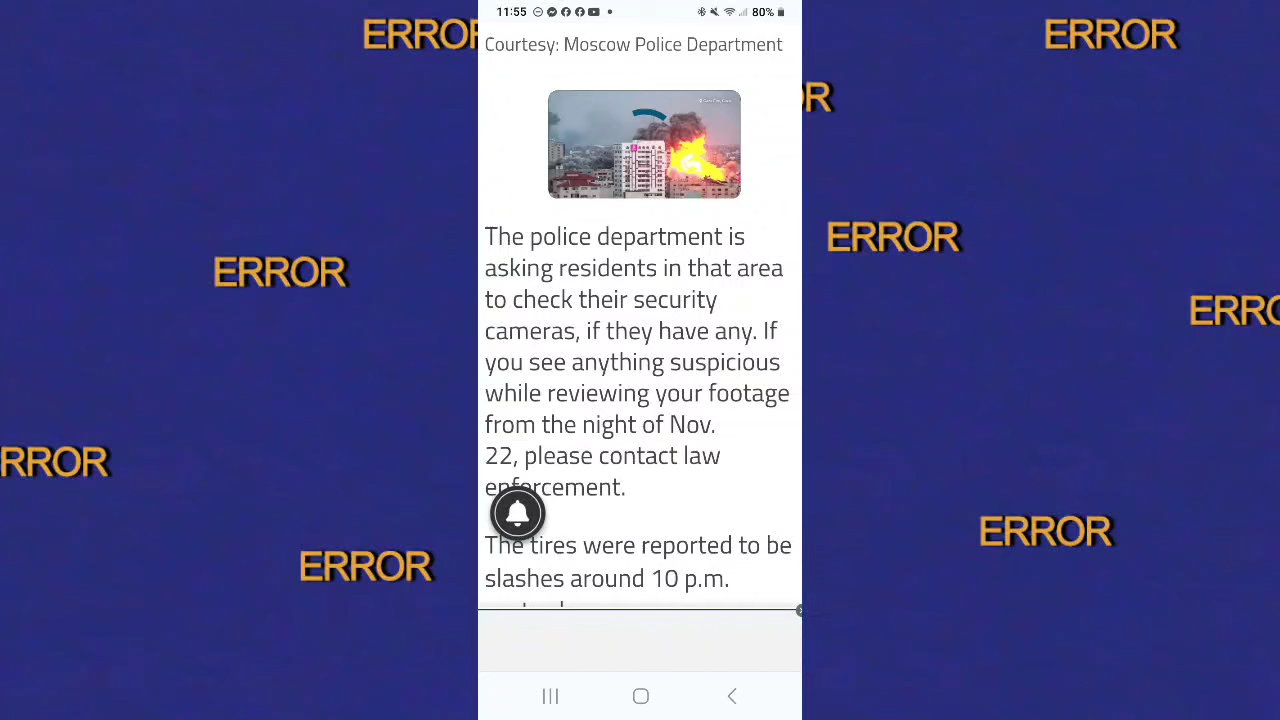 11:55
80%
Courtesy: Moscow Police Department
The police department is
asking residents in that area
to check their security
cameras, if they have any. If
you see anything suspicious
while reviewing your footage
from the night of Nov.
22, please contact law
enforcement.
The tires were reported to be
slashes around 10 p.m.
ERROR
ERROR
ERROR
ERROR
ERROR
ERROR
ERROR
ERROR
ERROR